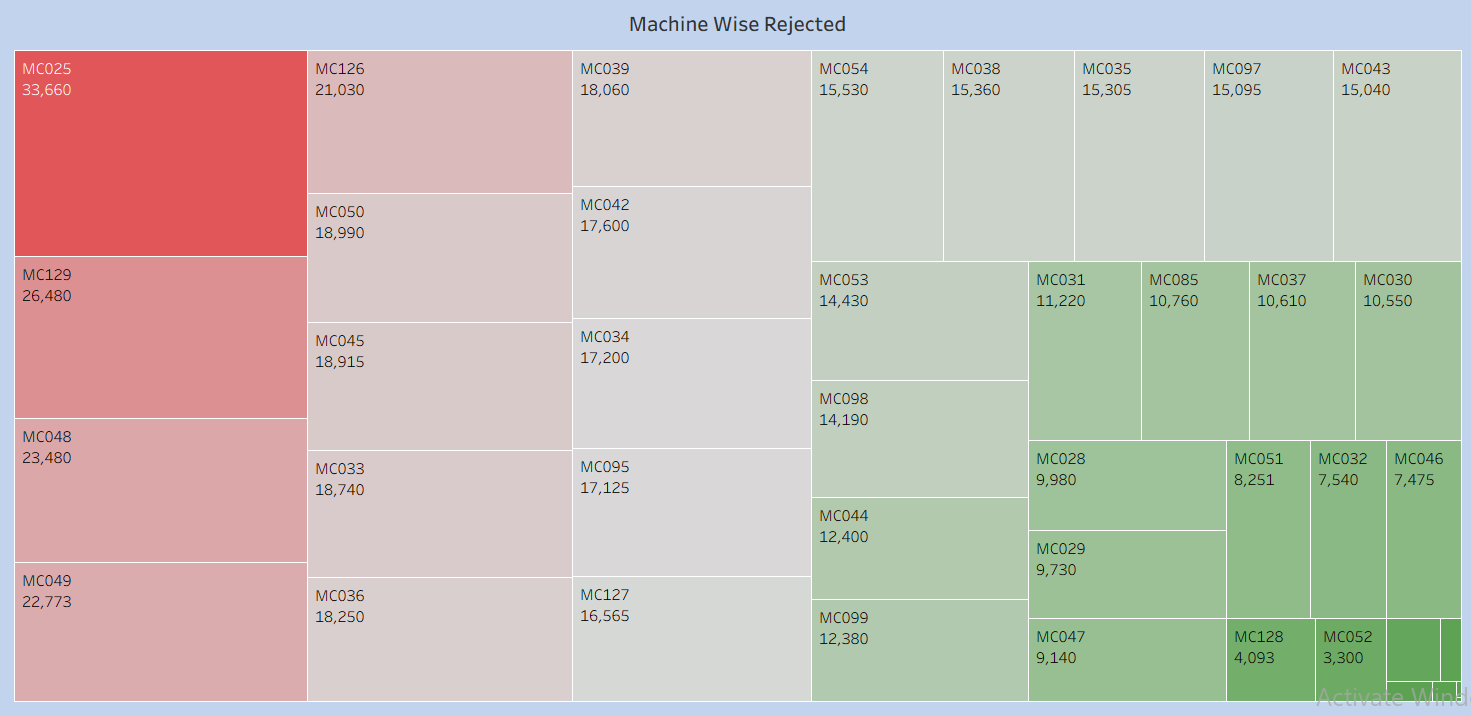 Machine Wise Rejected
MC025
33,660
MC129
26,480
MC048
23,480
MC049
22,773
MC126
21,030
MC050
18,990
MC045
18,915
MC033
18,740
MC036
18,250
MC039
18,060
MC042
17,600
MC034
17,200
MC095
17,125
MC127
16,565
MC054
15,530
MC038
15,360
MC035
15,305
MC097
15,095
MC043
15,040
MC053
14,430
MC098
14,190
MC044
12,400
MC099
12,380
MC031
11,220
MC085
10,760
MC037
10,610
MC030
10,550
MC028
9,980
MC029
9,730
MC047
9,140
MC051
8,251
MC032
7,540
MC046
7,475
MC128
4,093
MC052
3,300
Activate Wind